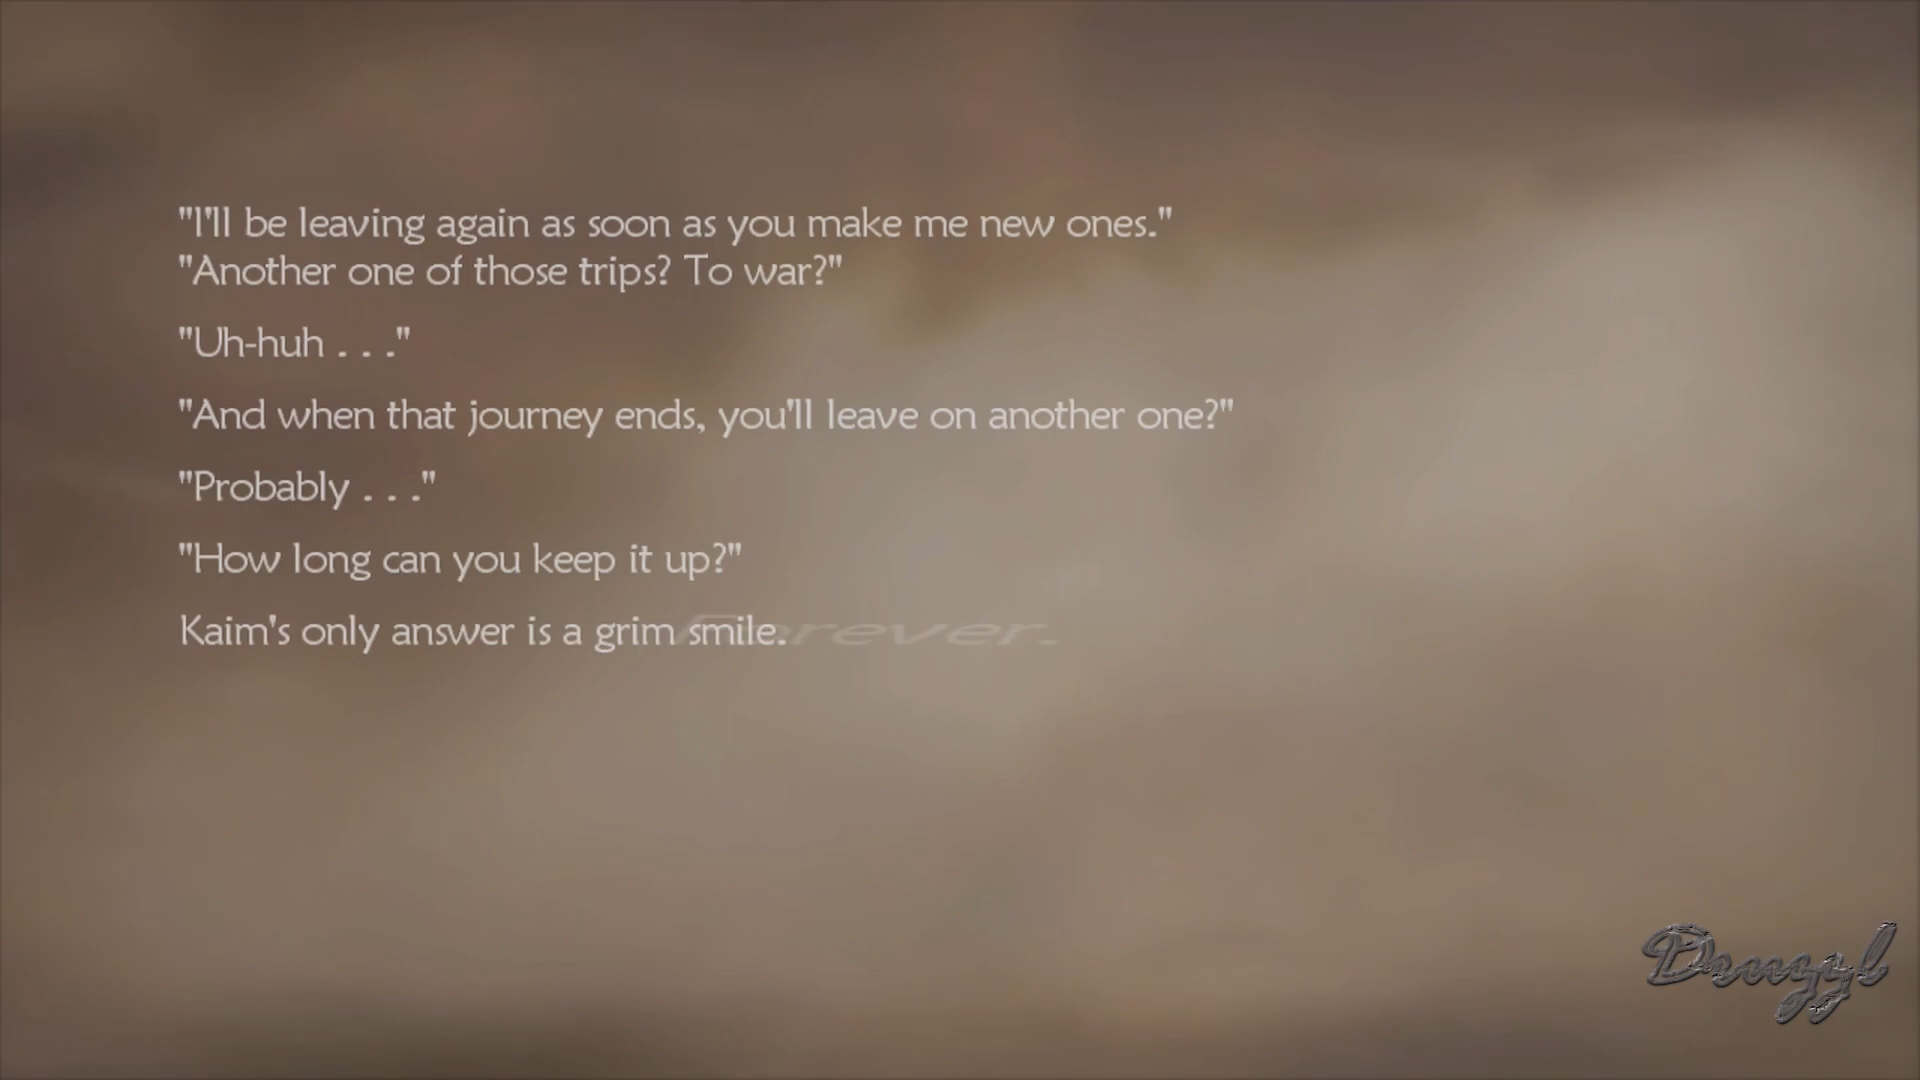 "I'll be leaving again as soon as you make me new ones."
"Another one of those trips? To war?"
"Uh-huh . . ."
"And when that journey ends, you'll leave on another one?"
"Probably . . ."
"How long can you keep it up?"
Kaim's only answer is a grim smile.
Forever.
Druggyl